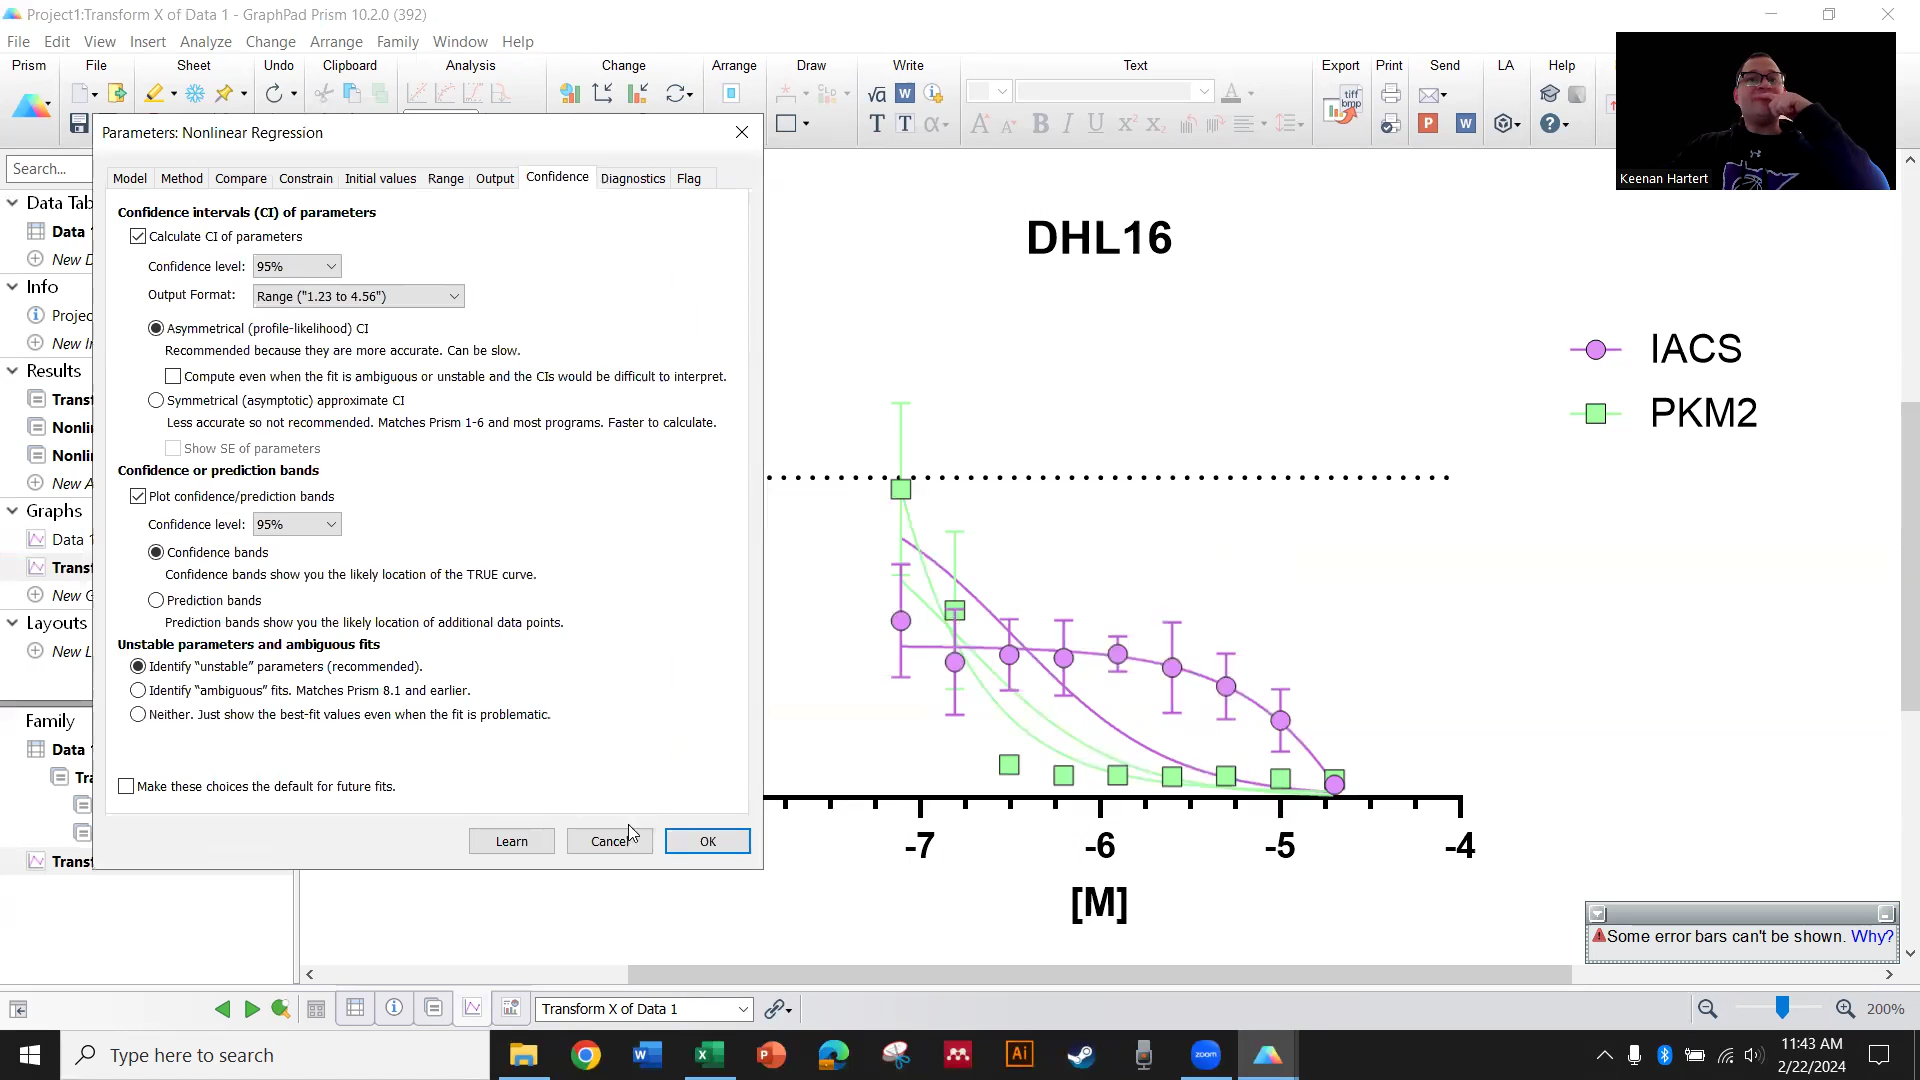 Project1:Transform X of Data 1 - GraphPad Prism 10.2.0 (392)
File Edit View Insert Analyze Change Arrange Family Window Help
Prism File Sheet Undo Clipboard Analysis Change Arrange Draw Write Text Export Print Send LA Help
tiff
bmp
Parameters: Nonlinear Regression
Model Method Compare Constrain Initial values Range Output Confidence Diagnostics Flag
Confidence intervals (CI) of parameters
Calculate CI of parameters
Confidence level: 95%
Output Format: Range ("1.23 to 4.56")
Asymmetrical (profile-likelihood) CI
Recommended because they are more accurate. Can be slow.
Compute even when the fit is ambiguous or unstable and the CIs would be difficult to interpret.
Symmetrical (asymptotic) approximate CI
Less accurate so not recommended. Matches Prism 1-6 and most programs. Faster to calculate.
Show SE of parameters
Confidence or prediction bands
Plot confidence/prediction bands
Confidence level: 95%
Confidence bands
Confidence bands show you the likely location of the TRUE curve.
Prediction bands
Prediction bands show you the likely location of additional data points.
Unstable parameters and ambiguous fits
Identify “unstable” parameters (recommended).
Identify “ambiguous” fits. Matches Prism 8.1 and earlier.
Neither. Just show the best-fit values even when the fit is problematic.
Make these choices the default for future fits.
Learn Cancel OK
Search...
Data Tab
Data
New D
Info
Projec
New In
Results
Transf
Nonli
Nonli
New A
Graphs
Data 1
Transf
New G
Layouts
New L
Family
Data
Tra
Transf
DHL16
IACS
PKM2
-7 -6 -5 -4
[M]
Keenan Hartert
Some error bars can't be shown. Why?
Transform X of Data 1
200%
Type here to search
zoom
Ai
11:43 AM
2/22/2024